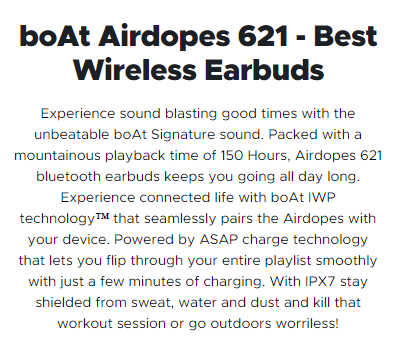 boAt Airdopes 621 - Best
Wireless Earbuds
Experience sound blasting good times with the
unbeatable boAt Signature sound. Packed with a
mountainous playback time of 150 Hours, Airdopes 621
bluetooth earbuds keeps you going all day long.
Experience connected life with boAt IWP
technology™ that seamlessly pairs the Airdopes with
your device. Powered by ASAP charge technology
that lets you flip through your entire playlist smoothly
with just a few minutes of charging. With IPX7 stay
shielded from sweat, water and dust and kill that
workout session or go outdoors worriless!